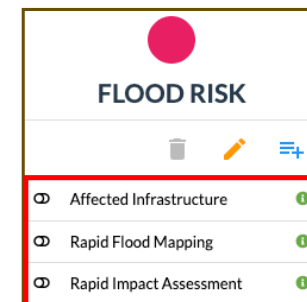 FLOOD RISK
Affected Infrastructure
Rapid Flood Mapping
Rapid Impact Assessment